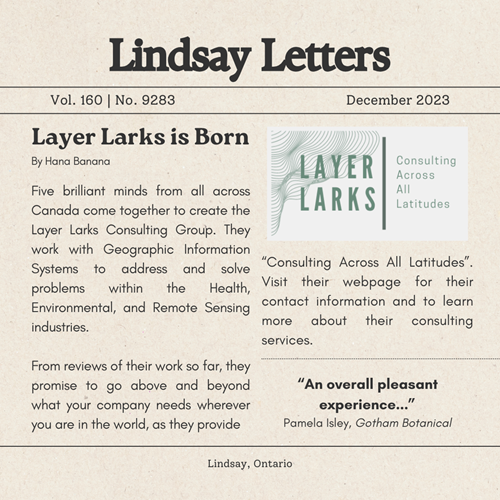 Lindsay Letters
Vol. 160 | No. 9283
December 2023
Layer Larks is Born
By Hana Banana
Five brilliant minds from all across
Canada come together to create the
Layer Larks Consulting Group. They
work with Geographic Information
Systems to address and solve
problems within the Health,
Environmental, and Remote Sensing
industries.
From reviews of their work so far, they
promise to go above and beyond
what your company needs wherever
you are in the world, as they provide
LAYER
LARKS
Consulting
Across
All
Latitudes
“Consulting Across All Latitudes”.
Visit their webpage for their
contact information and to learn
more about their consulting
services.
“An overall pleasant
experience...”
Pamela Isley, Gotham Botanical
Lindsay, Ontario